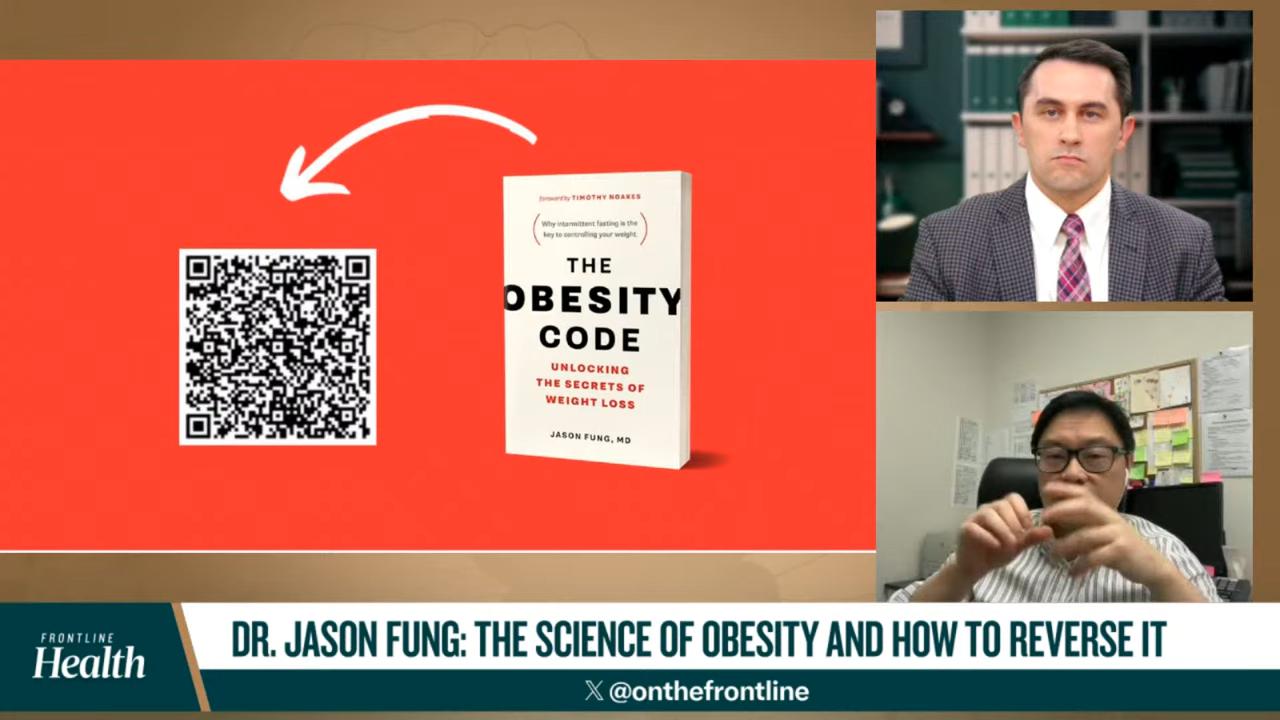 foreword by TIMOTHY NOAKES
Why intermittent fasting is the
key to controlling your weight.
THE
OBESITY
CODE
UNLOCKING
THE SECRETS OF
WEIGHT LOSS
JASON FUNG, MD
FRONTLINE
Health
DR. JASON FUNG: THE SCIENCE OF OBESITY AND HOW TO REVERSE IT
X @onthefrontline